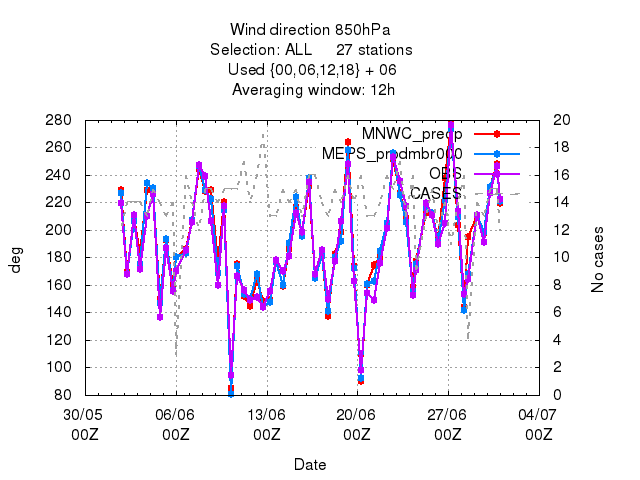 Wind direction 850hPa
Selection: ALL 27 stations
Used {00,06,12,18} + 06
Averaging window: 12h
280 20
260 18
240 16
220 14
200 12
180 10
160 8
140 6
120 4
100 2
80 0
MNWC_preop
MEPS_prodmbr000
OBS
CASES
deg
No cases
30/05 06/06 13/06 20/06 27/06 04/07
00Z 00Z 00Z 00Z 00Z 00Z
Date